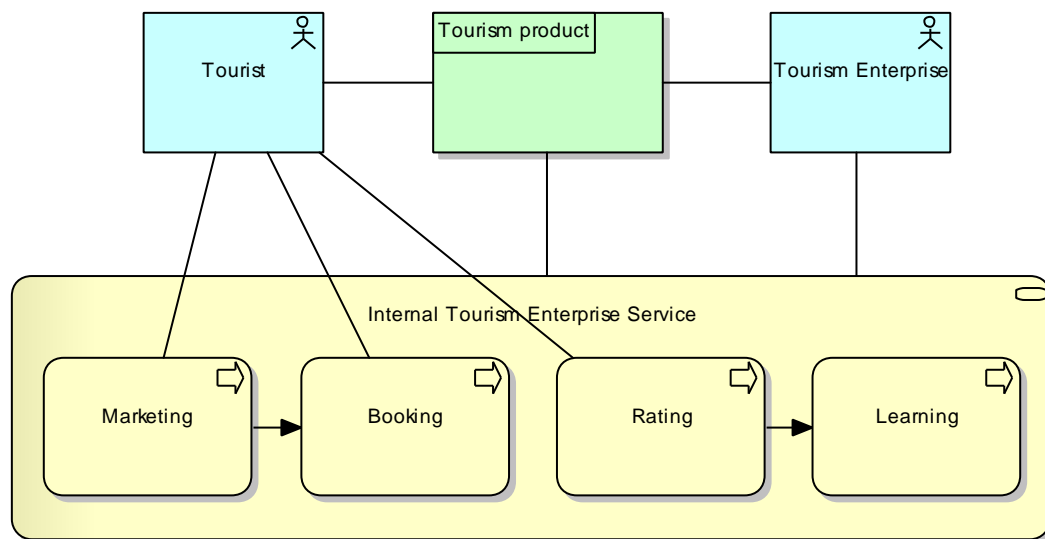 Tourism product
Tourist
Tourism Enterprise
Internal Tourism Enterprise Service
Marketing
Booking
Rating
Learning